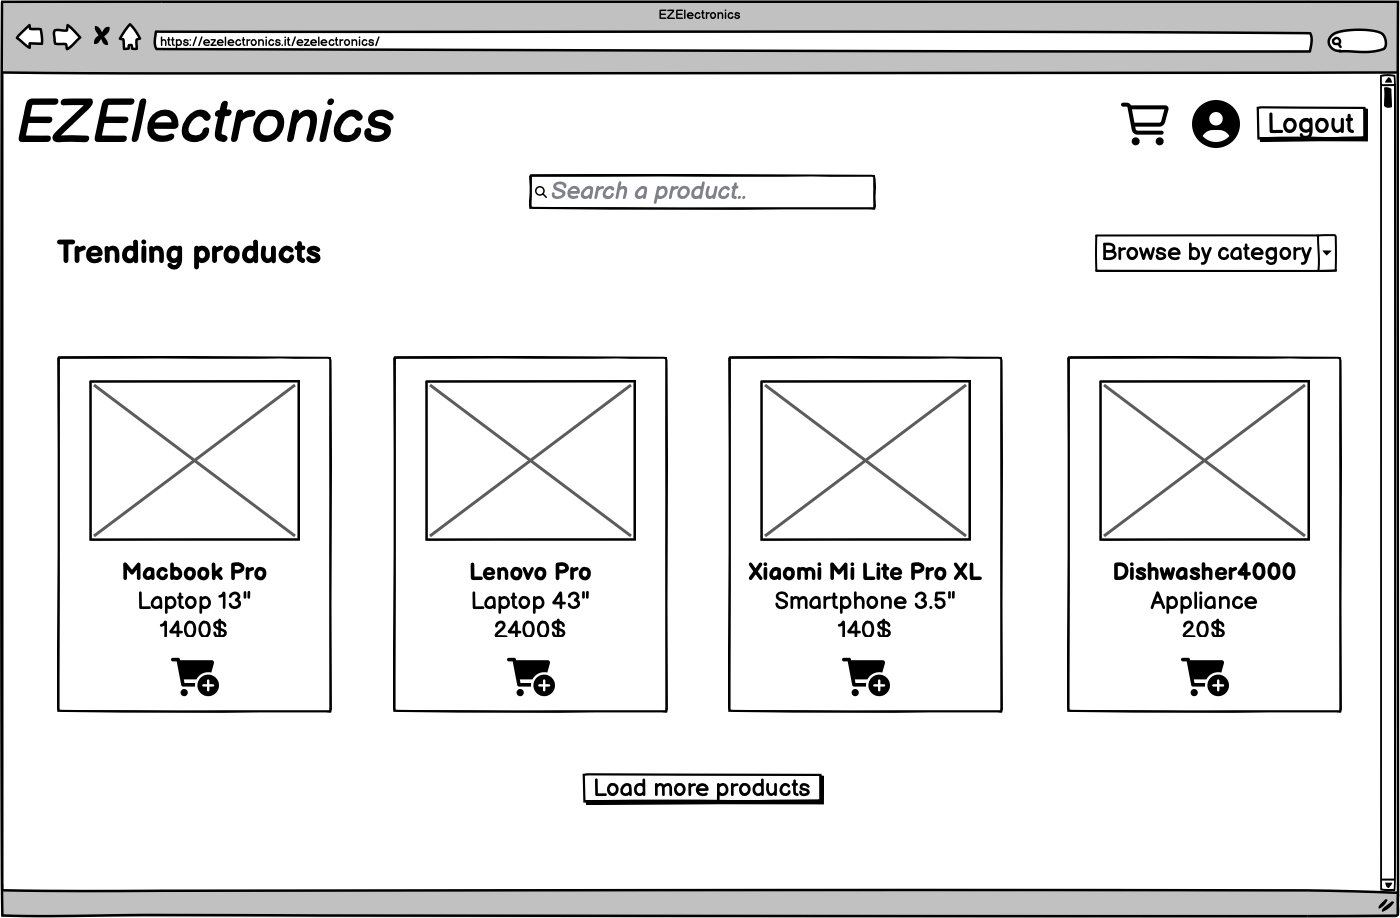 EZElectronics
https://ezelectronics.it/ezelectronics/
EZElectronics
Logout
Search a product..
Trending products
Browse by category
Macbook Pro
Laptop 13"
1400$
Lenovo Pro
Laptop 43"
2400$
Xiaomi Mi Lite Pro XL
Smartphone 3.5"
140$
Dishwasher4000
Appliance
20$
Load more products